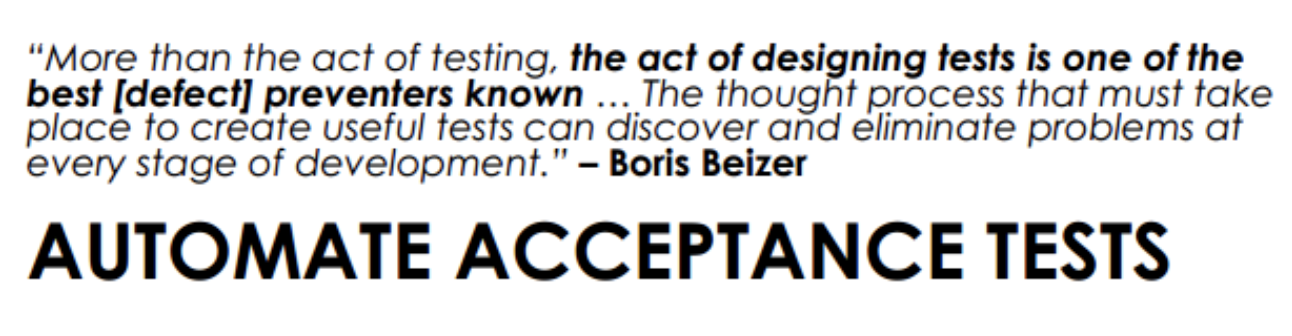 “More than the act of testing, the act of designing tests is one of the
best [defect] preventers known … The thought process that must take
place to create useful tests can discover and eliminate problems at
every stage of development.” – Boris Beizer
AUTOMATE ACCEPTANCE TESTS